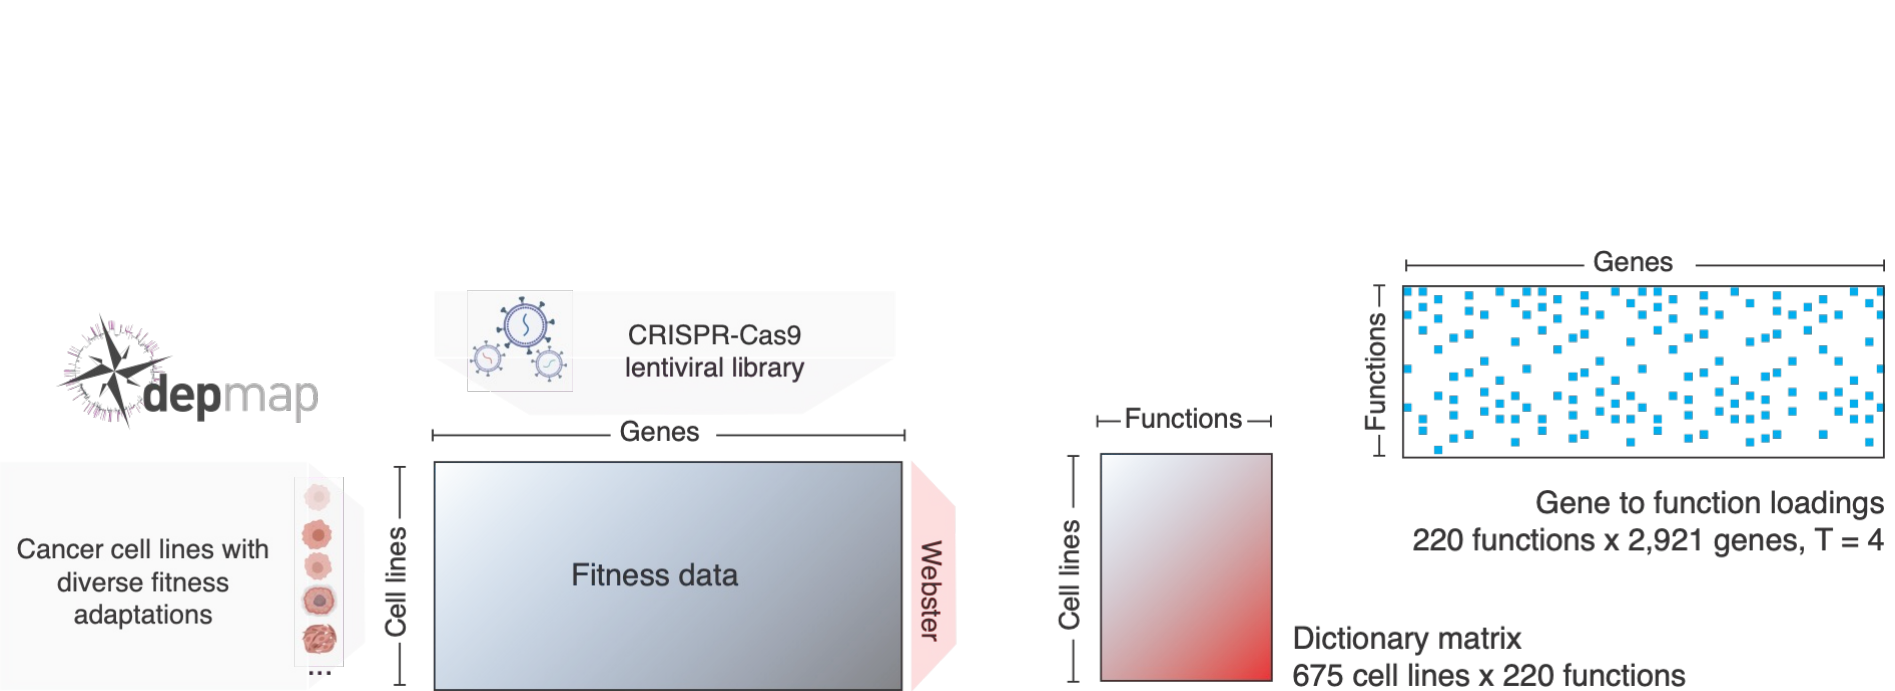 depmap
Cancer cell lines with
diverse fitness
adaptations
...
CRISPR-Cas9
lentiviral library
Genes
Cell lines
Fitness data
Webster
Functions
Cell lines
Dictionary matrix
675 cell lines x 220 functions
Genes
Functions
Gene to function loadings
220 functions x 2,921 genes, T = 4